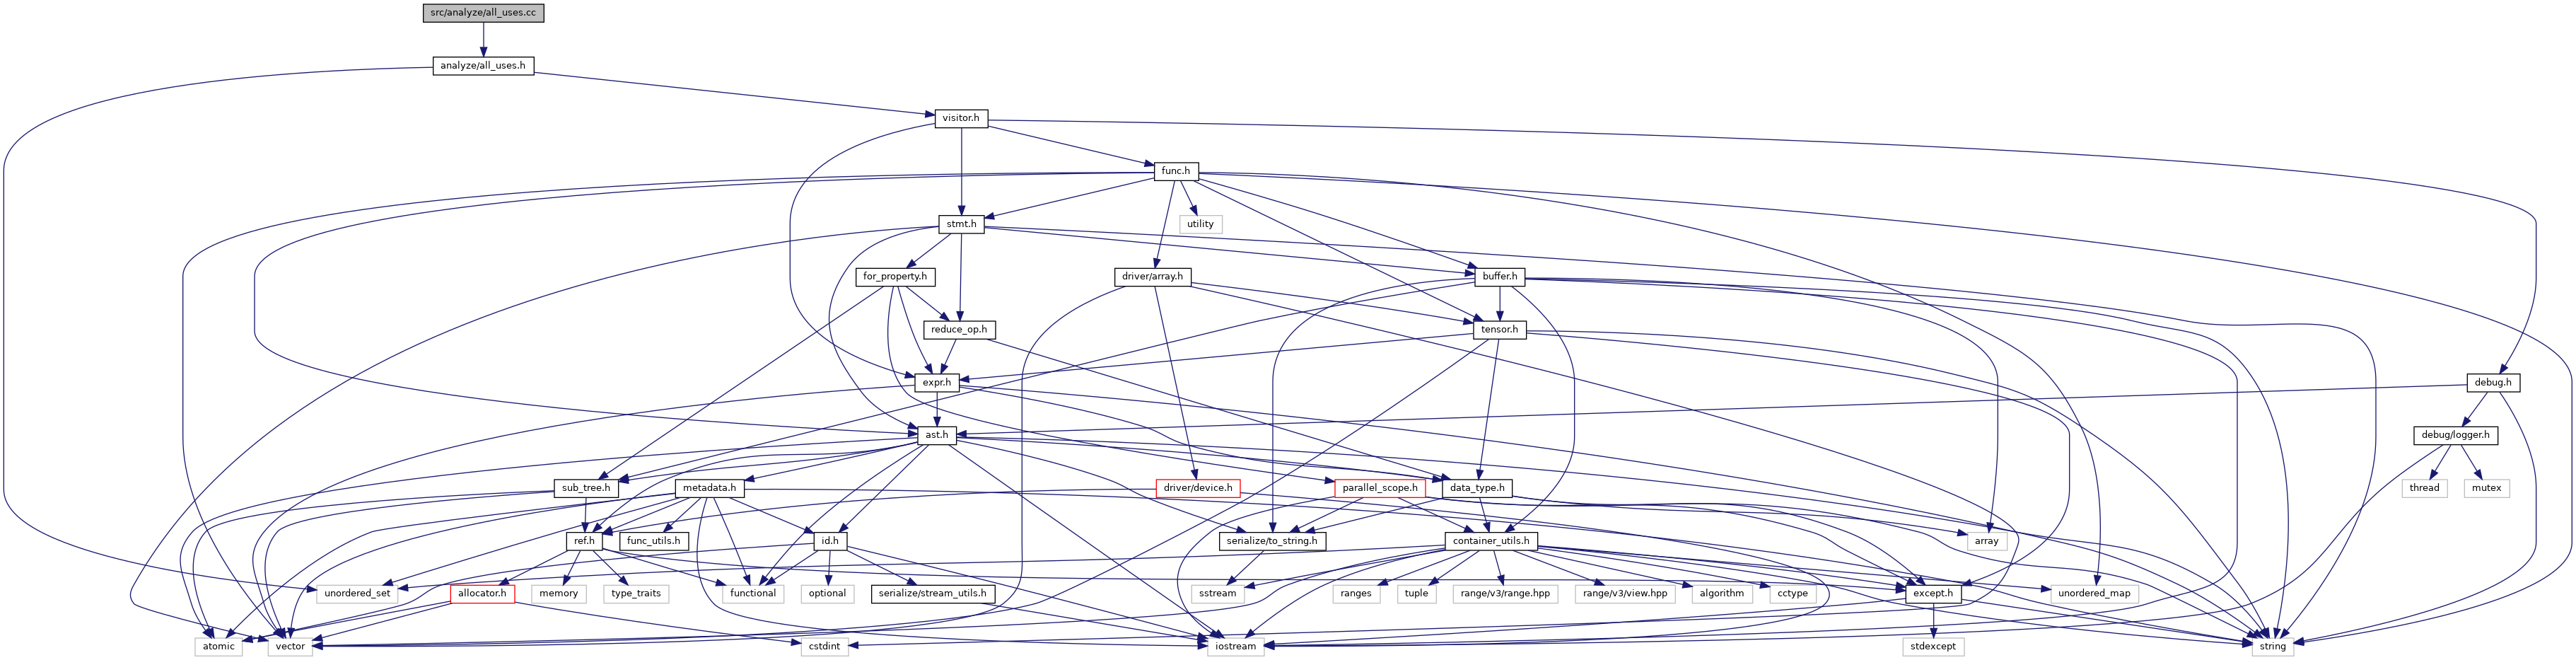 src/analyze/all_uses.cc
analyze/all_uses.h
visitor.h
func.h
stmt.h
utility
for_property.h
driver/array.h
buffer.h
reduce_op.h
tensor.h
expr.h
debug.h
ast.h
debug/logger.h
sub_tree.h
metadata.h
driver/device.h
parallel_scope.h
data_type.h
thread
mutex
ref.h
func_utils.h
id.h
serialize/to_string.h
container_utils.h
array
unordered_set
allocator.h
memory
type_traits
functional
optional
serialize/stream_utils.h
sstream
ranges
tuple
range/v3/range.hpp
range/v3/view.hpp
algorithm
cctype
except.h
unordered_map
atomic
vector
cstdint
iostream
stdexcept
string